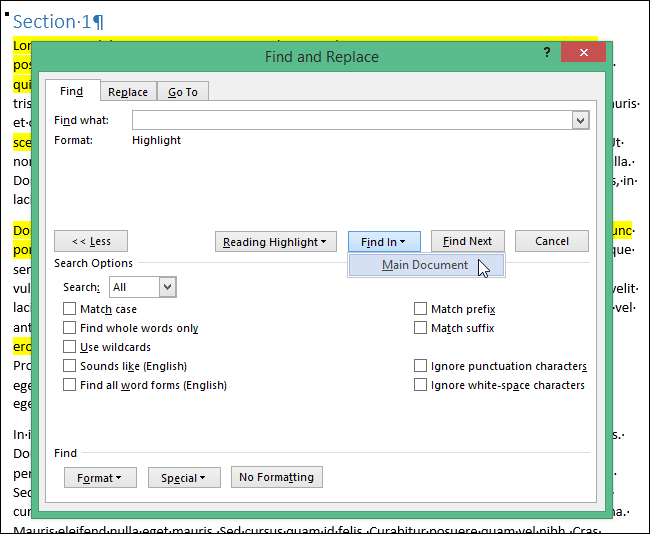 Section·1¶
Find and Replace
?
×
Find Replace Go To
Find what:
Format: Highlight
<< Less Reading Highlight Find In Find Next Cancel
Main Document
Search Options
Search: All
Match case Match prefix
Find whole words only Match suffix
Use wildcards
Sounds like (English) Ignore punctuation characters
Find all word forms (English) Ignore white-space characters
Find
Format Special No Formatting
Mauris·eleifend·nulla·eget·mauris.·Sed·cursus·quam·id·felis.·Curabitur·posuere·quam·vel·nibh.·Cras·